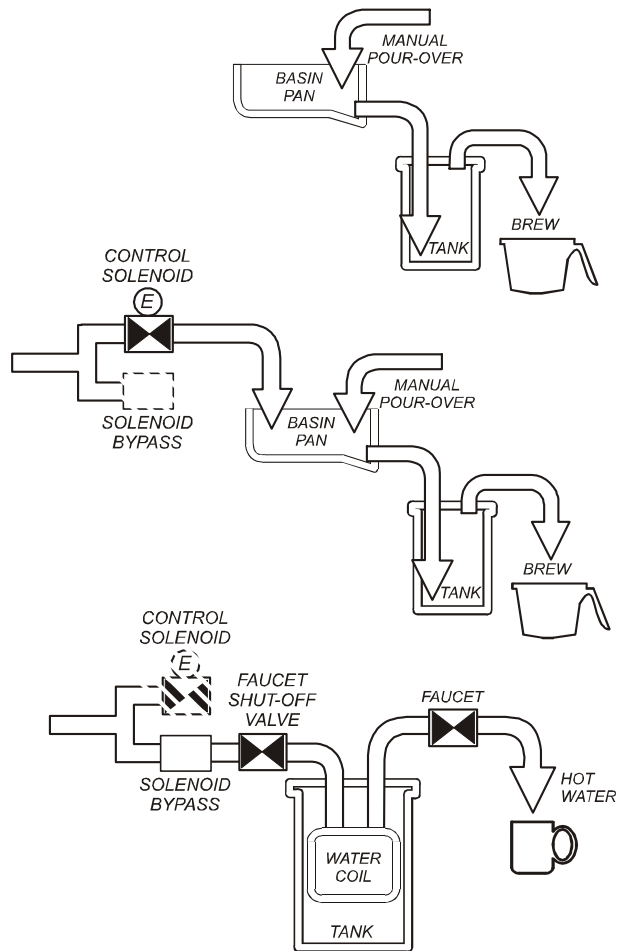 MANUAL
POUR-OVER
BASIN
PAN
TANK
BREW
CONTROL
SOLENOID
E
SOLENOID
BYPASS
MANUAL
POUR-OVER
BASIN
PAN
TANK
BREW
CONTROL
SOLENOID
E
FAUCET
SHUT-OFF
VALVE
FAUCET
SOLENOID
BYPASS
HOT
WATER
WATER
COIL
TANK